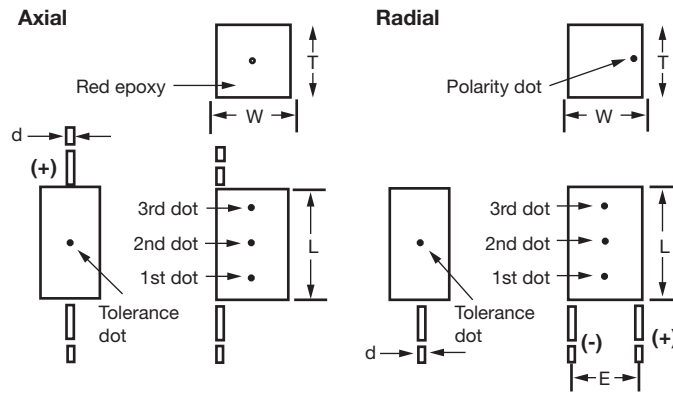 Axial
Red epoxy
T
W
d
(+)
3rd dot
2nd dot
1st dot
L
Tolerance
dot
Radial
Polarity dot
T
W
3rd dot
2nd dot
1st dot
L
Tolerance
dot
d
(-)
(+)
E